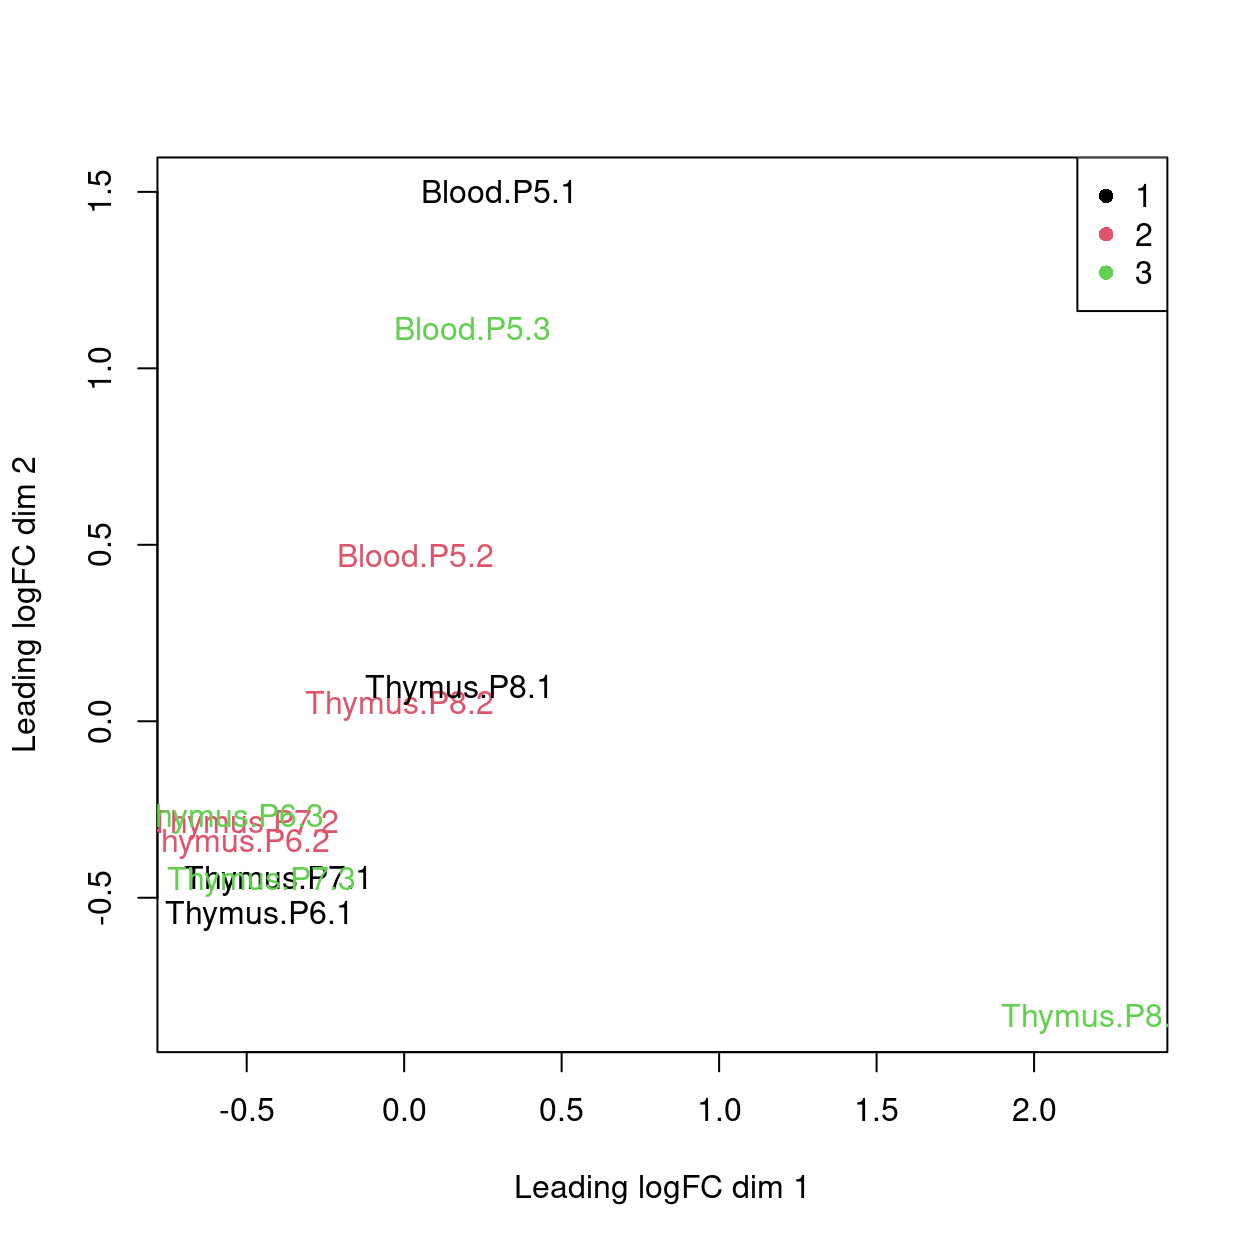 1.5
1.0
0.5
0.0
-0.5
Leading logFC dim 2
Blood.P5.1
Blood.P5.3
Blood.P5.2
Thymus.P8.1
Thymus.P8.2
hymus.P6.3
Thymus.P7.2
hymus.P6.2
Thymus.P7.1
Thymus.P7.3
Thymus.P6.1
Thymus.P8.
1
2
3
-0.5
0.0
0.5
1.0
1.5
2.0
Leading logFC dim 1